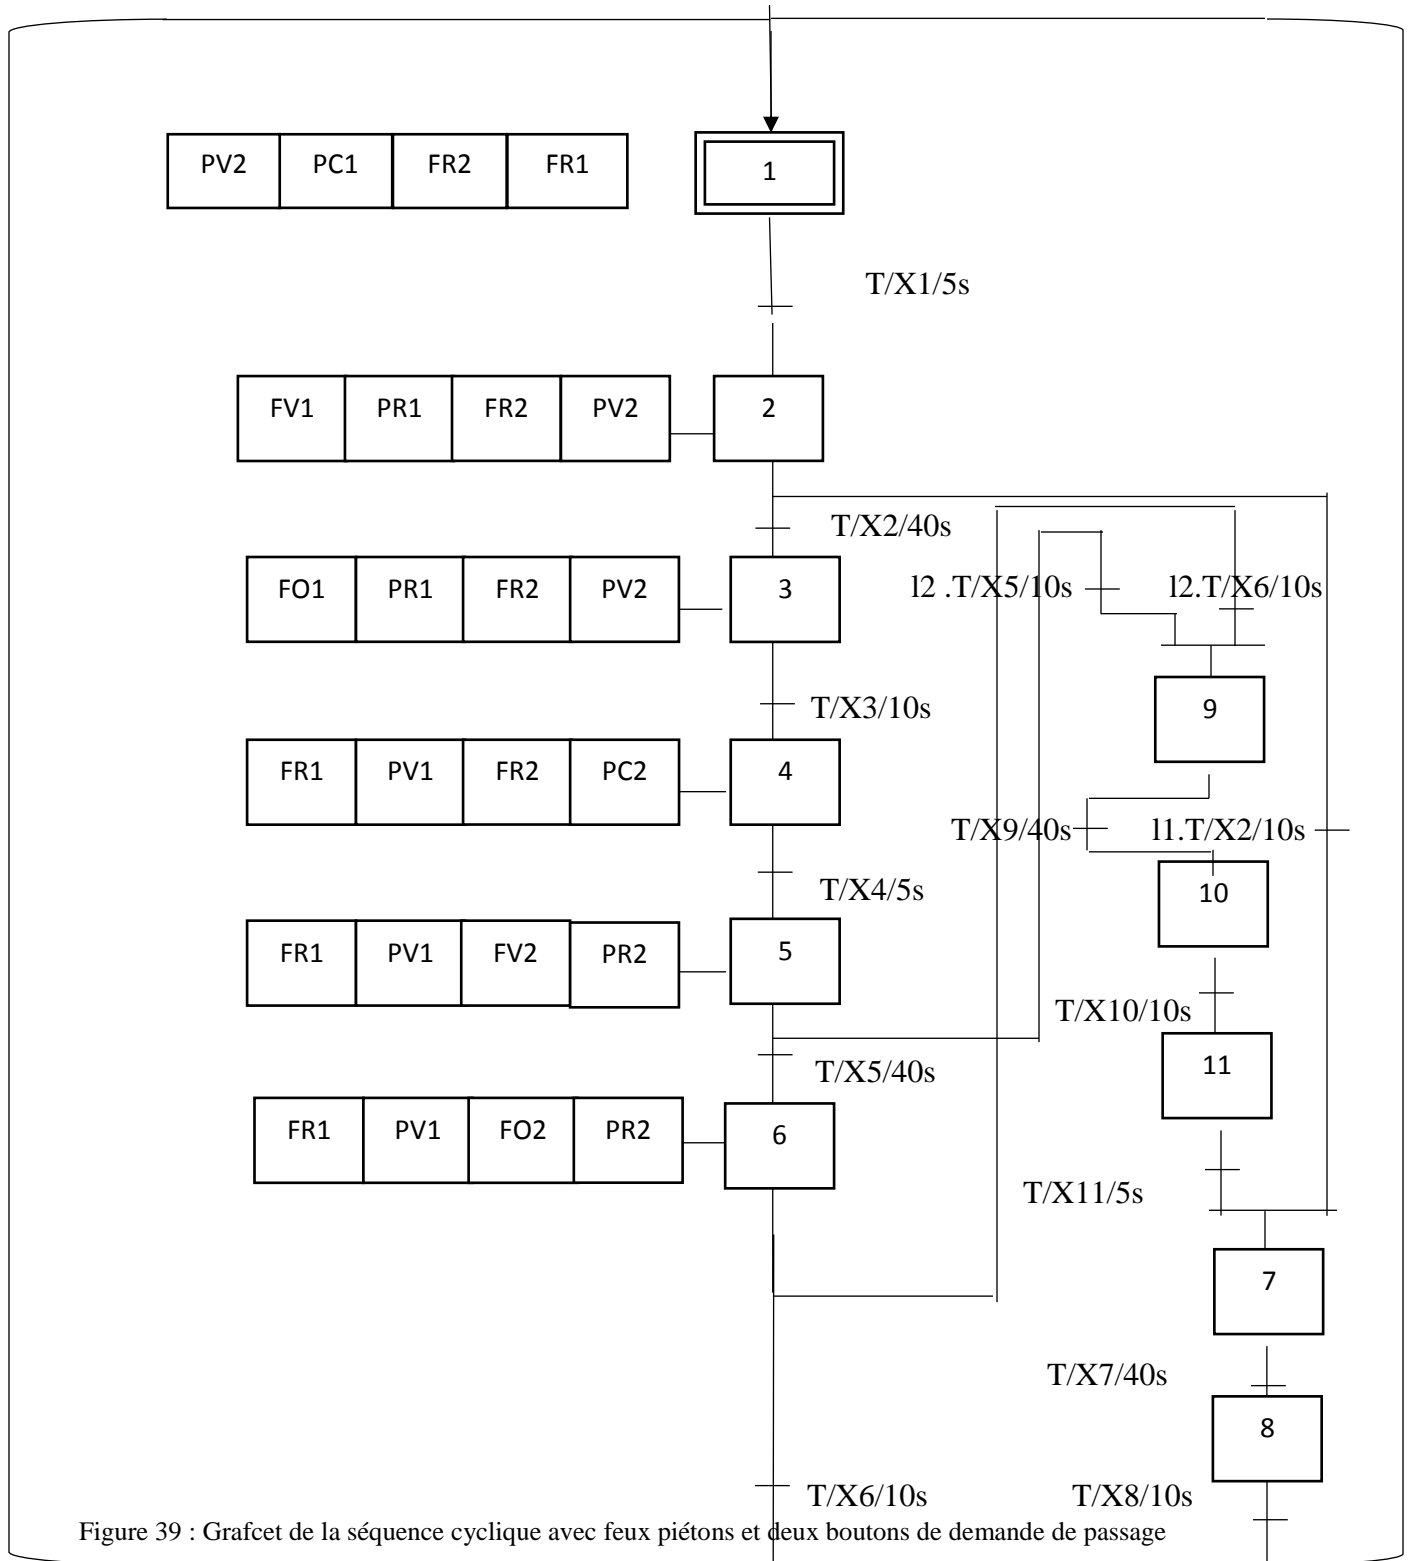 PV2 PC1 FR2 FR1 1
T/X1/5s
FV1 PR1 FR2 PV2 2
T/X2/40s
FO1 PR1 FR2 PV2 3
l2 .T/X5/10s l2.T/X6/10s
T/X3/10s
9
FR1 PV1 FR2 PC2 4
T/X9/40s l1.T/X2/10s
T/X4/5s
10
FR1 PV1 FV2 PR2 5
T/X10/10s
T/X5/40s
11
FR1 PV1 FO2 PR2 6
T/X11/5s
7
T/X7/40s
8
T/X6/10s T/X8/10s
Figure 39 : Grafcet de la séquence cyclique avec feux piétons et deux boutons de demande de passage